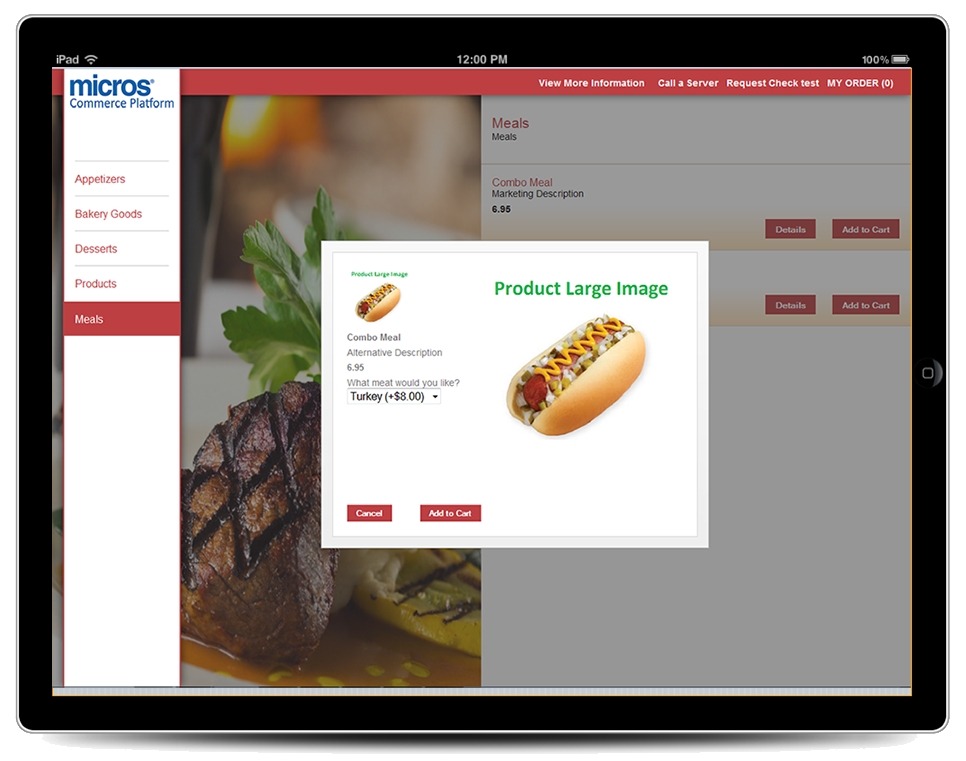 iPad
12:00 PM
100%
micros®
Commerce Platform
View More Information Call a Server Request Check test MY ORDER (0)
Appetizers
Bakery Goods
Desserts
Products
Meals
Meals
Meals
Combo Meal
Marketing Description
6.95
Details Add to Cart
Details Add to Cart
Product Large Image
Combo Meal
Alternative Description
6.95
What meat would you like?
Turkey (+$8.00)
Cancel Add to Cart
Product Large Image